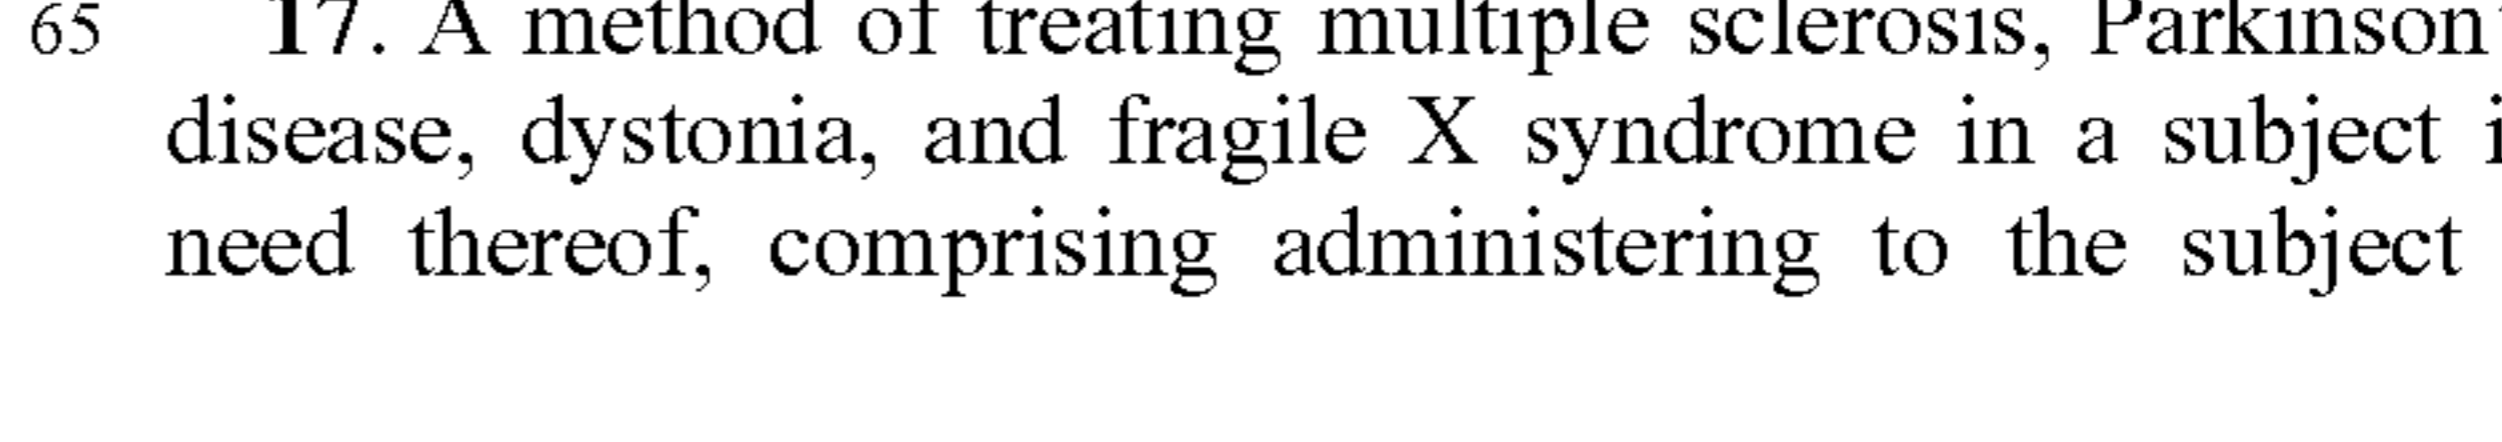 65 17. A method of treating multiple sclerosis, Parkinson
disease, dystonia, and fragile X syndrome in a subject
need thereof, comprising administering to the subject